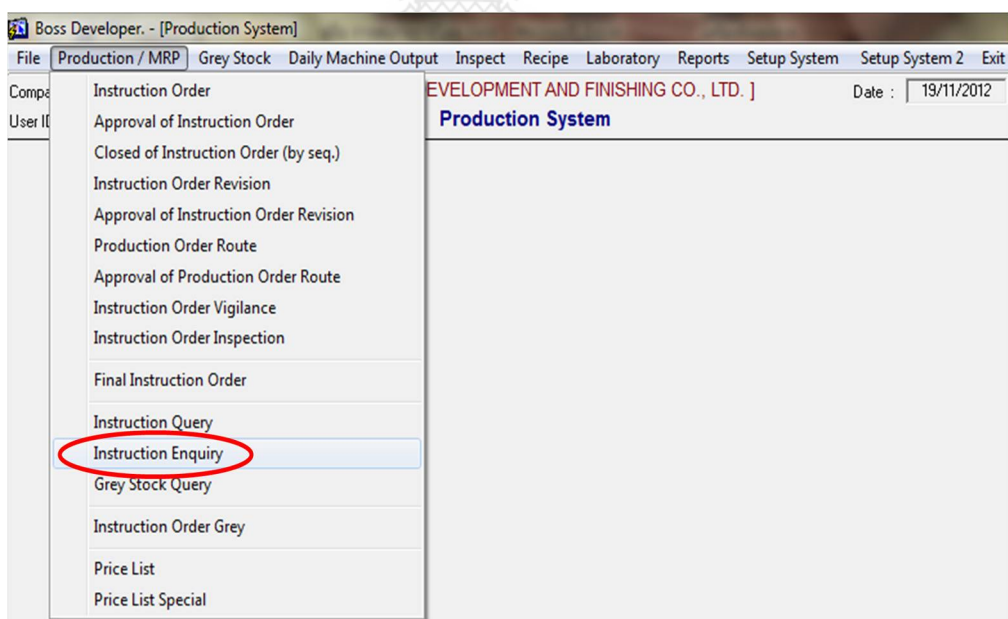 Boss Developer. - [Production System]
File Production / MRP Grey Stock Daily Machine Output Inspect Recipe Laboratory Reports Setup System Setup System 2 Exit
Compa EVELOPMENT AND FINISHING CO., LTD. ] Date : 19/11/2012
User ID Production System
Instruction Order
Approval of Instruction Order
Closed of Instruction Order (by seq.)
Instruction Order Revision
Approval of Instruction Order Revision
Production Order Route
Approval of Production Order Route
Instruction Order Vigilance
Instruction Order Inspection
Final Instruction Order
Instruction Query
Instruction Enquiry
Grey Stock Query
Instruction Order Grey
Price List
Price List Special